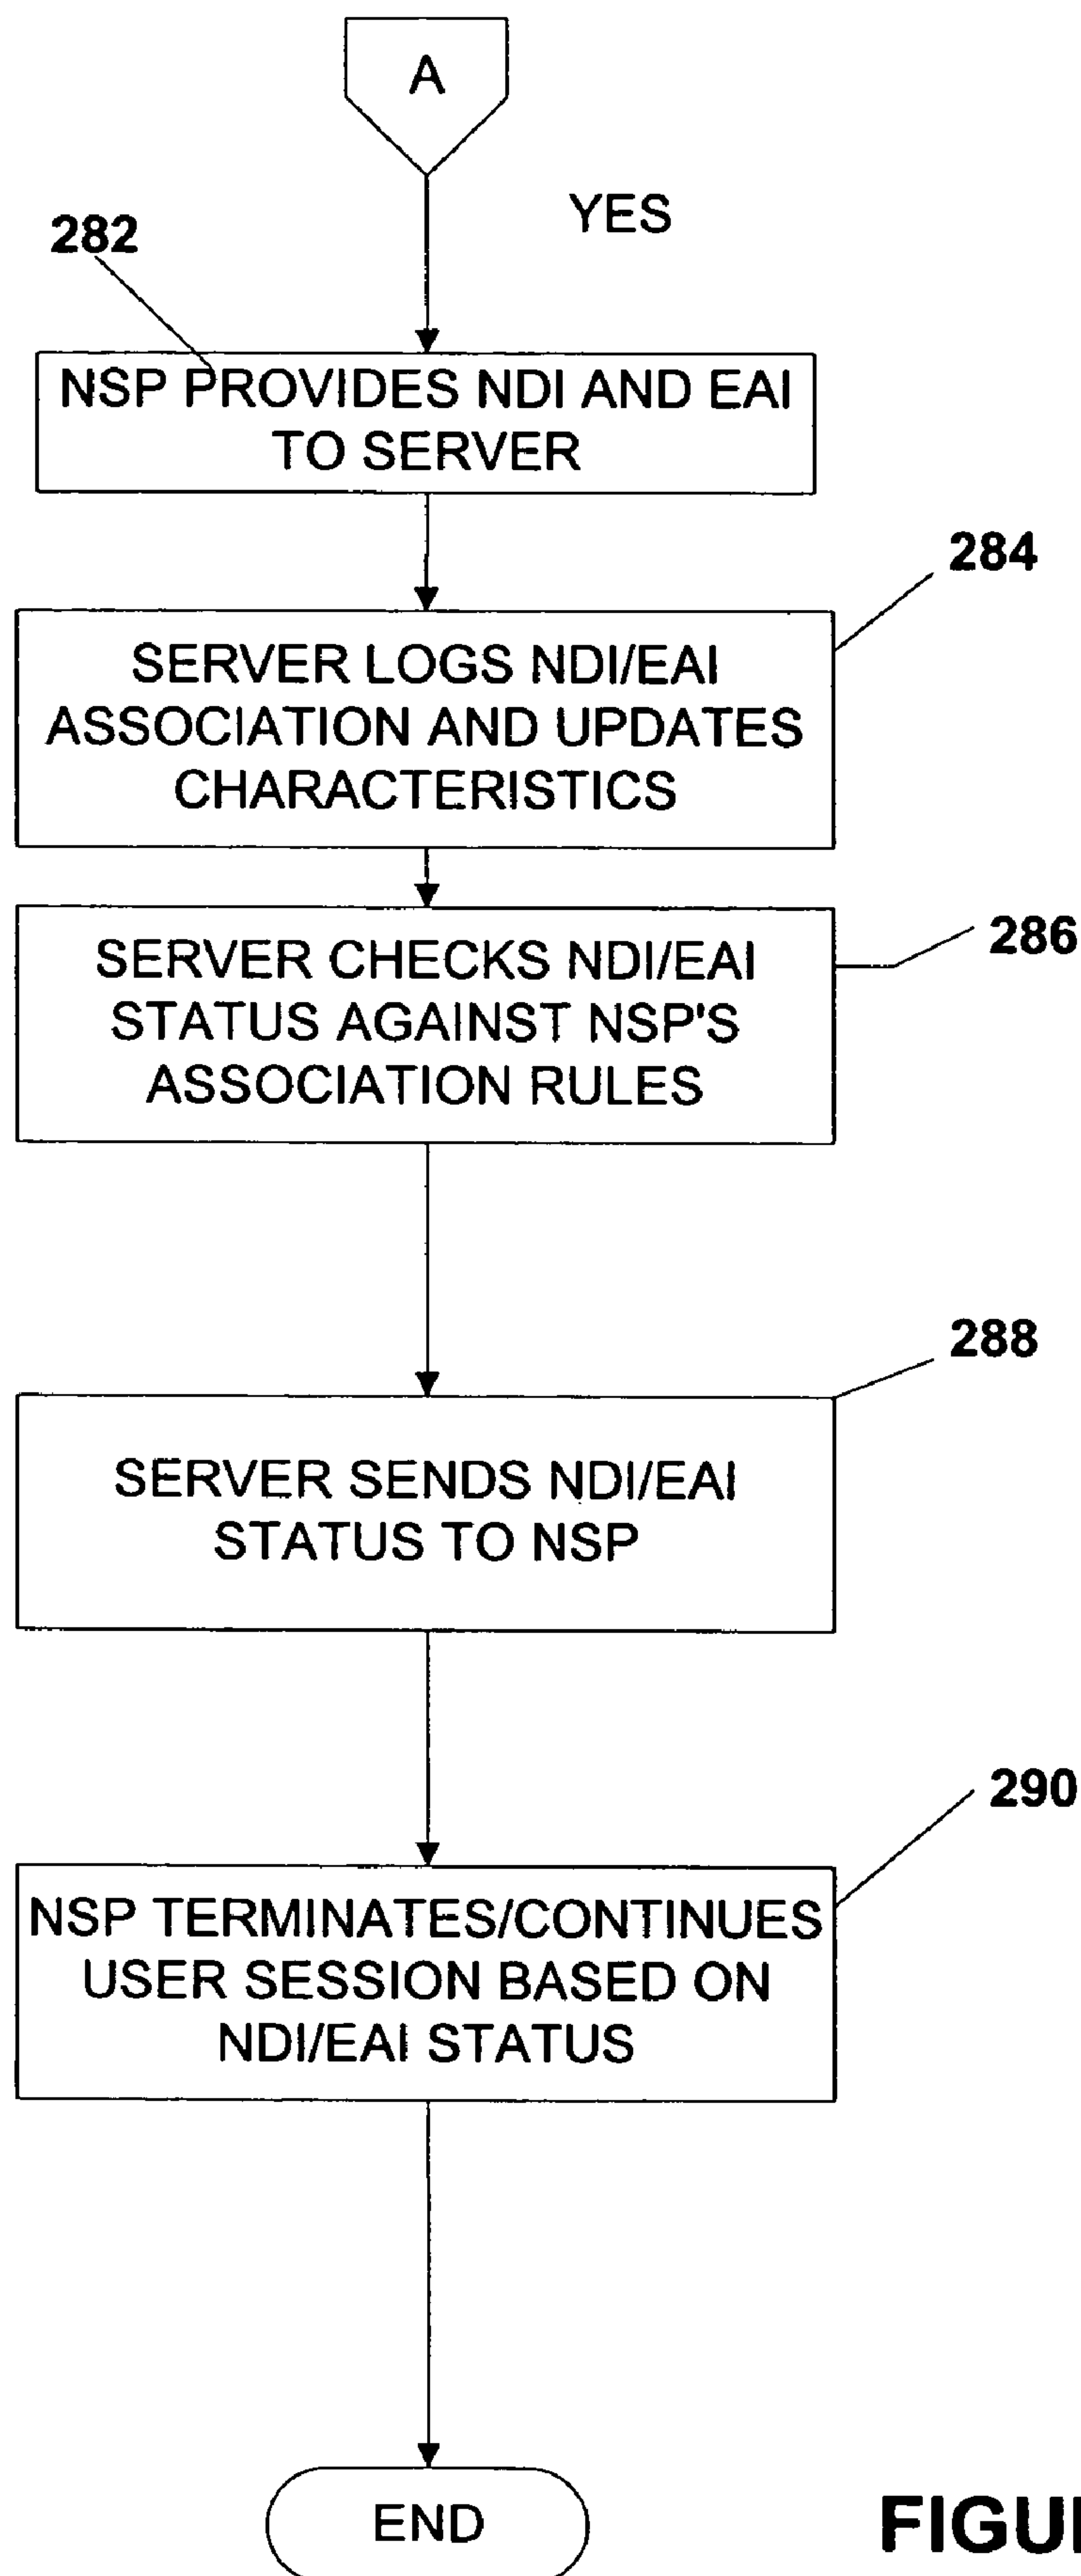 A
YES
282
NSP PROVIDES NDI AND EAI
TO SERVER
284
SERVER LOGS NDI/EAI
ASSOCIATION AND UPDATES
CHARACTERISTICS
286
SERVER CHECKS NDI/EAI
STATUS AGAINST NSP'S
ASSOCIATION RULES
288
SERVER SENDS NDI/EAI
STATUS TO NSP
290
NSP TERMINATES/CONTINUES
USER SESSION BASED ON
NDI/EAI STATUS
END